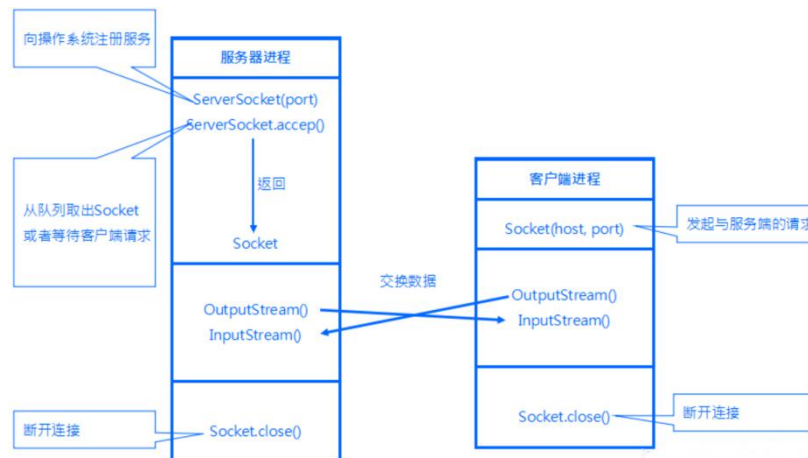 向操作系统注册服务
服务器进程
ServerSocket(port)
ServerSocket.accep()
从队列取出Socket
或者等待客户端请求
返回
Socket
客户端进程
Socket(host, port)
发起与服务端的请求
交换数据
OutputStream()
InputStream()
OutputStream()
InputStream()
断开连接
Socket.close()
Socket.close()
断开连接